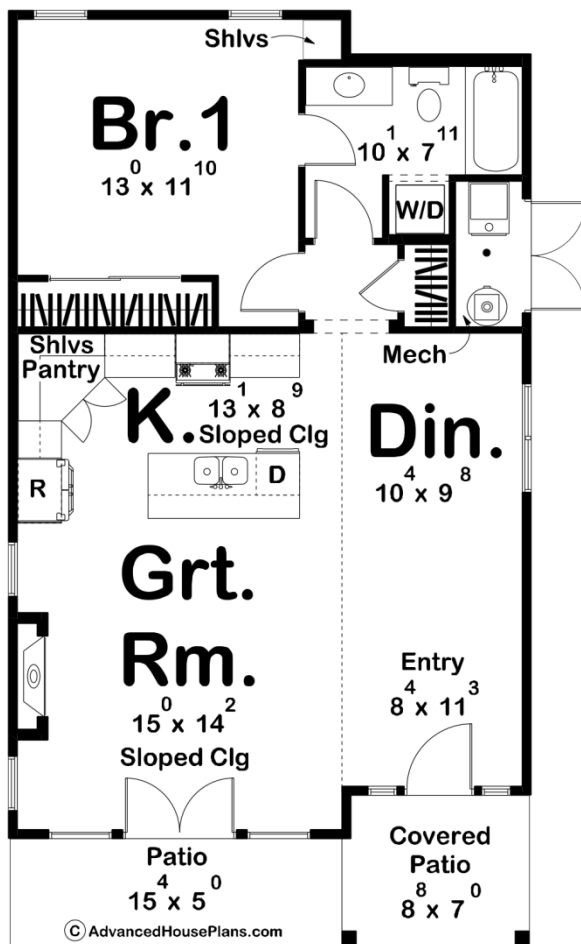 Shlvs
Br.1
13⁰ x 11¹⁰
10¹ x 7¹¹
W/D
Mech
Shlvs
Pantry
K.
13¹ x 8⁹
Sloped Clg
Din.
10⁴ x 9⁸
R
D
Grt.
Rm.
15⁰ x 14²
Sloped Clg
Entry
8⁴ x 11³
Patio
15⁴ x 5⁰
Covered
Patio
8⁸ x 7⁰
© AdvancedHousePlans.com